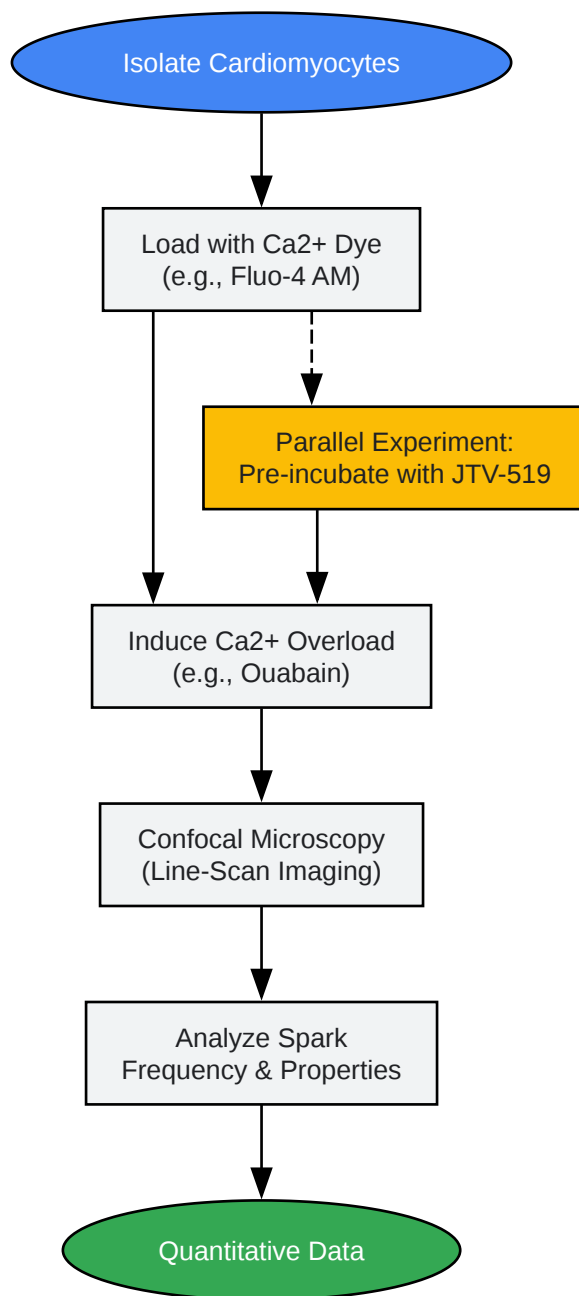 Isolate Cardiomyocytes
Load with Ca2+ Dye
(e.g., Fluo-4 AM)
Parallel Experiment:
Pre-incubate with JTV-519
Induce Ca2+ Overload
(e.g., Ouabain)
Confocal Microscopy
(Line-Scan Imaging)
Analyze Spark
Frequency & Properties
Quantitative Data